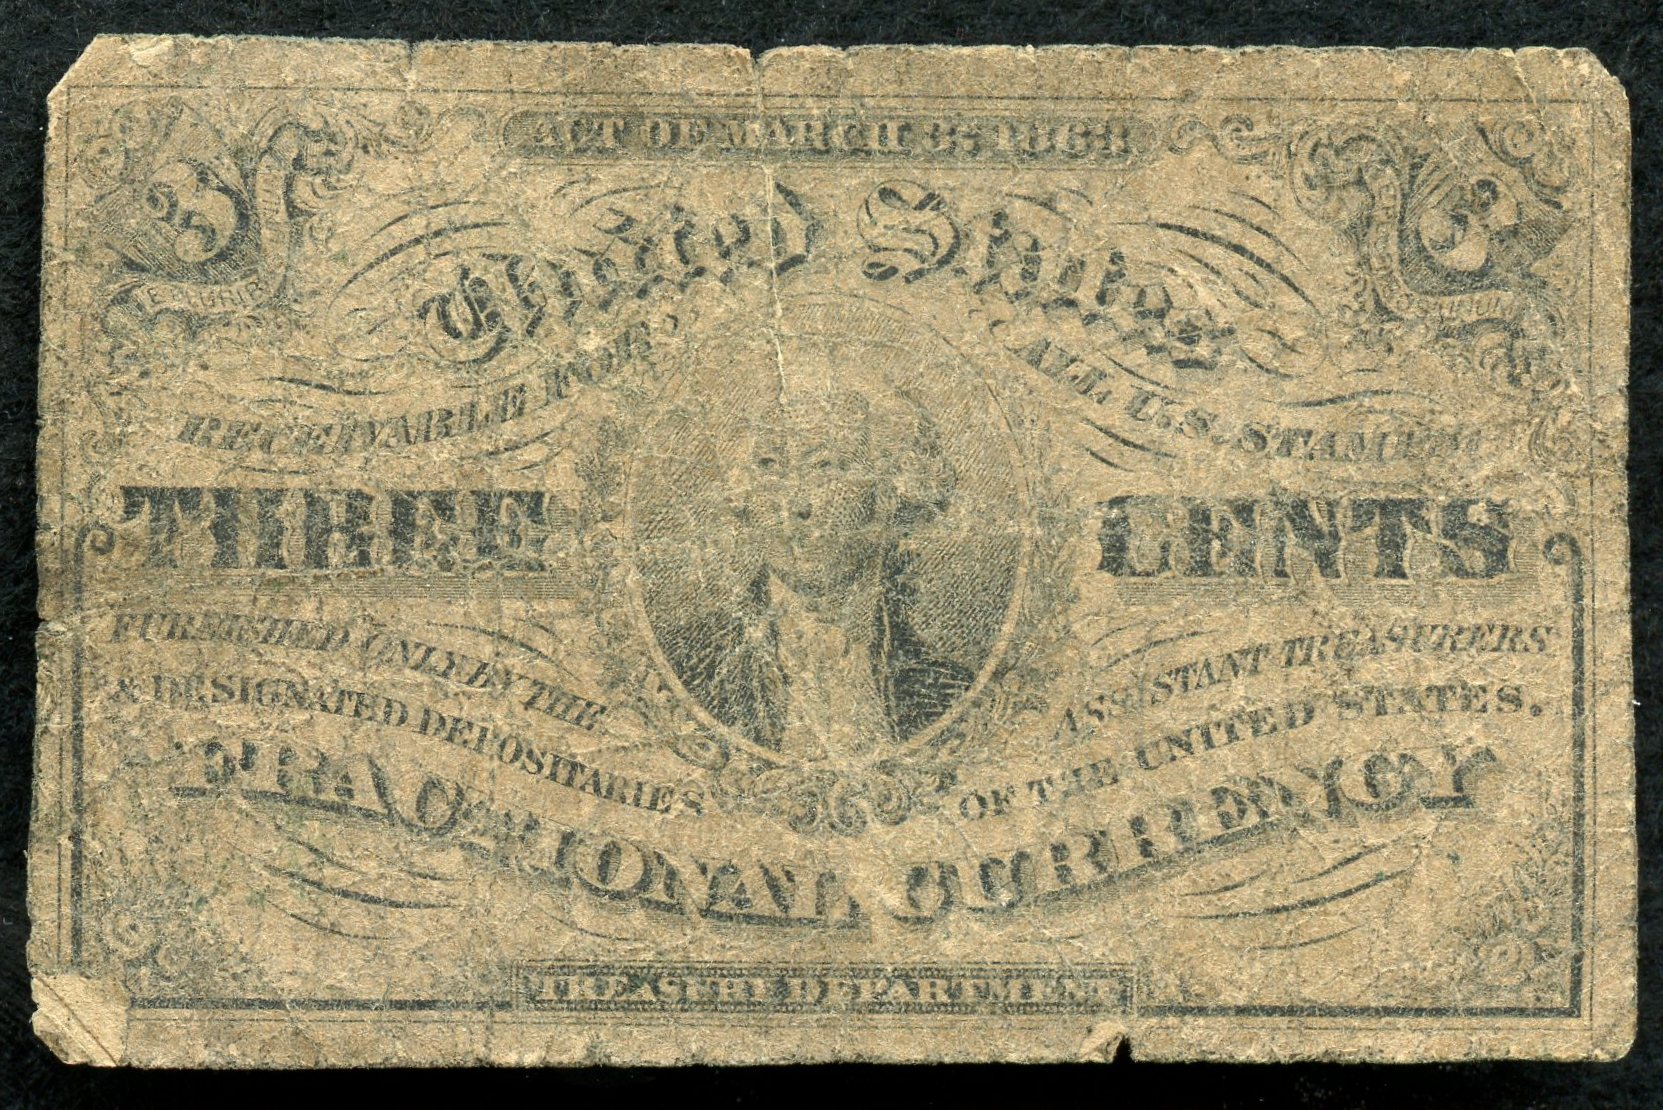 ACT OF MARCH 3, 1863.
3
3
E PLURIB
United States
RECEIVABLE FOR ALL U.S. STAMPS
THREE CENTS
FURNISHED ONLY BY THE ASSISTANT TREASURERS
& DESIGNATED DEPOSITARIES OF THE UNITED STATES.
FRACTIONAL CURRENCY
TREASURY DEPARTMENT